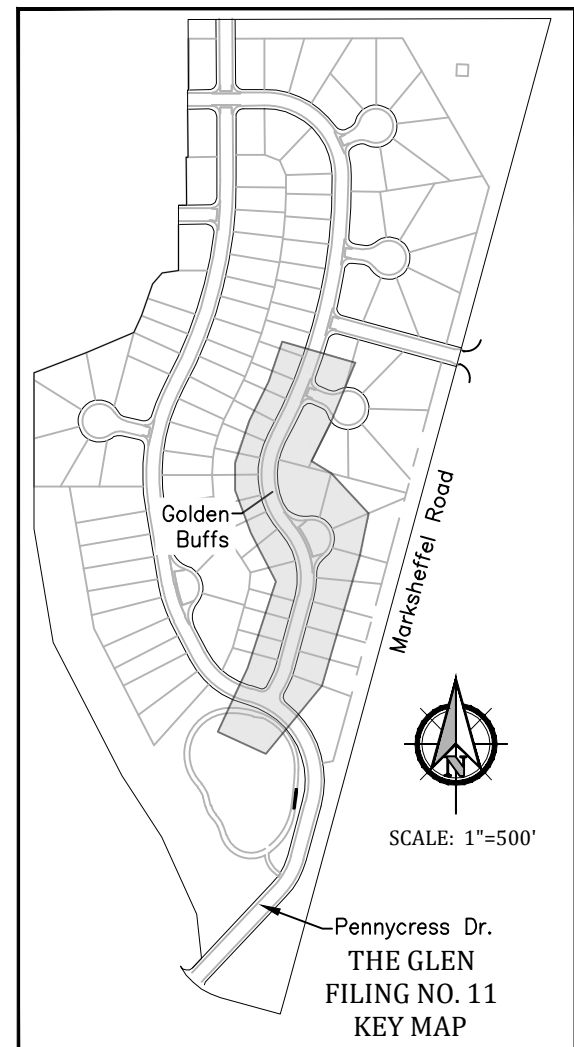 Golden
Buffs
Marksheffel Road
N
SCALE: 1"=500'
Pennycress Dr.
THE GLEN
FILING NO. 11
KEY MAP